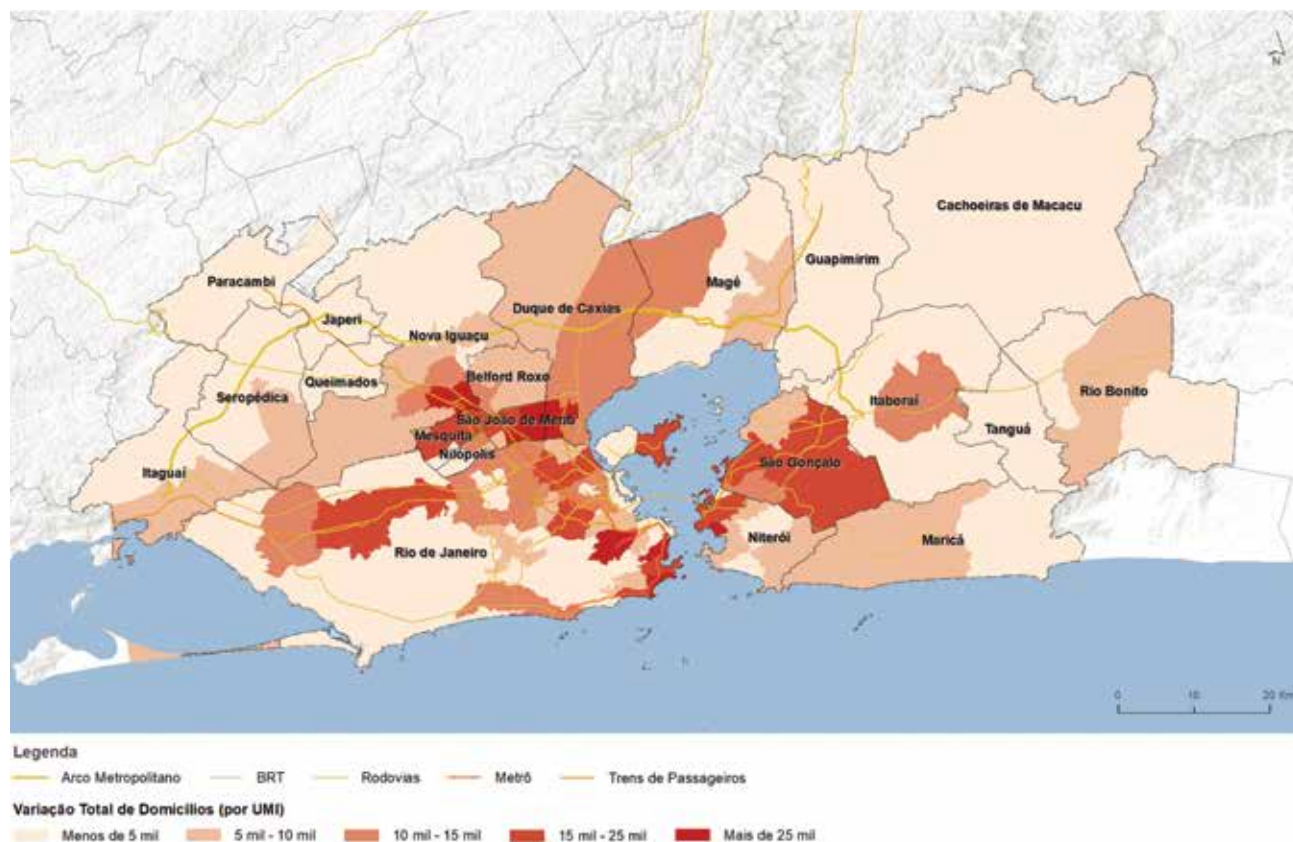 N
Cachoeiras de Macacu
Guapimirim
Paracambi
Magé
Duque de Caxias
Japeri
Nova Iguaçu
Belford Roxo
Queimados
Rio Bonito
Seropédica
Itaboraí
São João de Meriti
Tanguá
Mesquita
Nilópolis
São Gonçalo
Itaguaí
Niterói
Maricá
Rio de Janeiro
0 10 20 Km
Legenda
Arco Metropolitano BRT Rodovias Metrô Trens de Passageiros
Variação Total de Domicílios (por UMI)
Menos de 5 mil 5 mil - 10 mil 10 mil - 15 mil 15 mil - 25 mil Mais de 25 mil